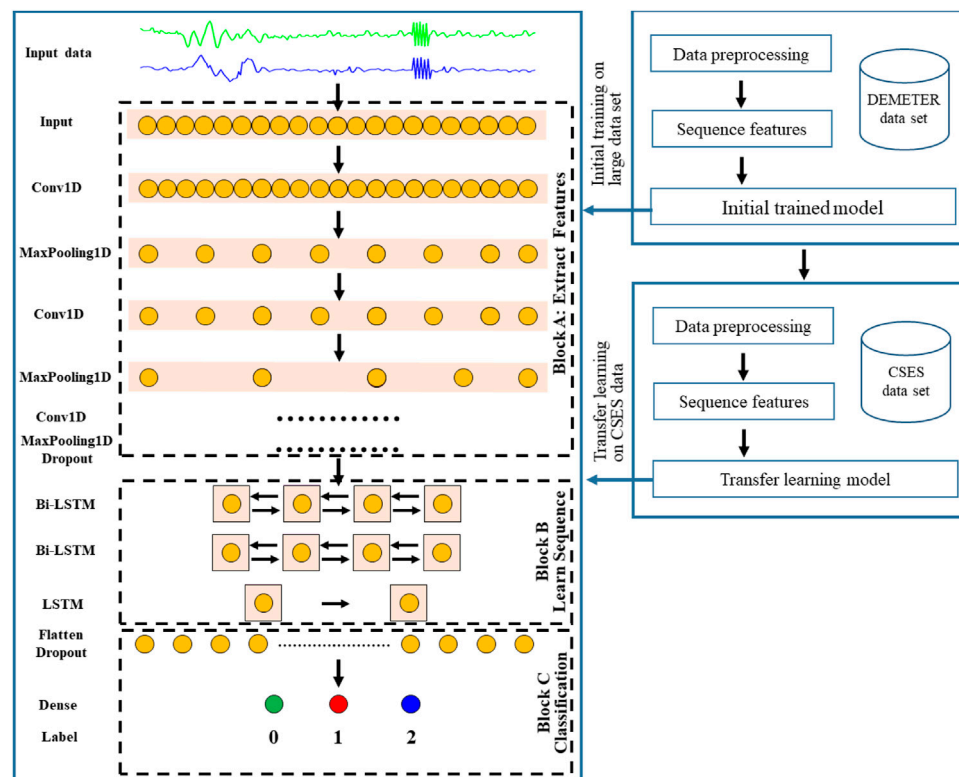 Input data
Input
Conv1D
MaxPooling1D
Conv1D
MaxPooling1D
Conv1D
MaxPooling1D
Dropout
Block A: Extract Features
Bi-LSTM
Bi-LSTM
LSTM
Block B
Learn Sequence
Flatten
Dropout
Dense
Label
0 1 2
Block C
Classification
Initial training on
large data set
Data preprocessing
Sequence features
Initial trained model
DEMETER
data set
Transfer learning
on CSES data
Data preprocessing
Sequence features
Transfer learning model
CSES
data set